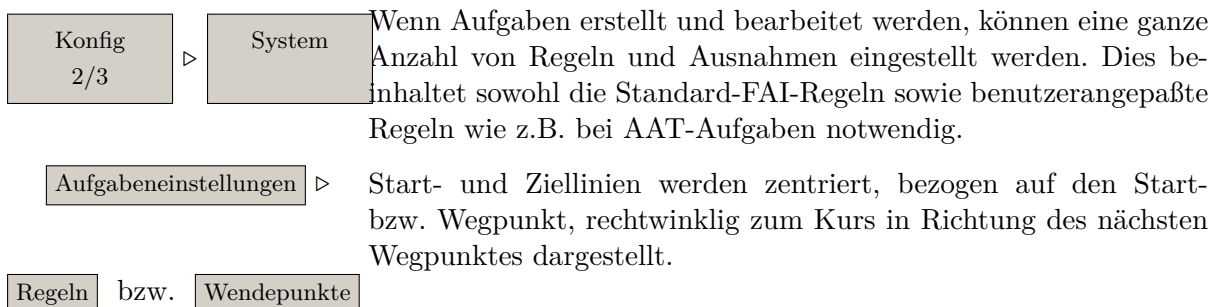 Konfig
2/3
▷
System
Wenn Aufgaben erstellt und bearbeitet werden, können eine ganze
Anzahl von Regeln und Ausnahmen eingestellt werden. Dies be-
inhaltet sowohl die Standard-FAI-Regeln sowie benutzerangepaßte
Regeln wie z.B. bei AAT-Aufgaben notwendig.
Aufgabeneinstellungen ▷
Start- und Ziellinien werden zentriert, bezogen auf den Start-
bzw. Wegpunkt, rechtwinklig zum Kurs in Richtung des nächsten
Wegpunktes dargestellt.
Regeln bzw. Wendepunkte